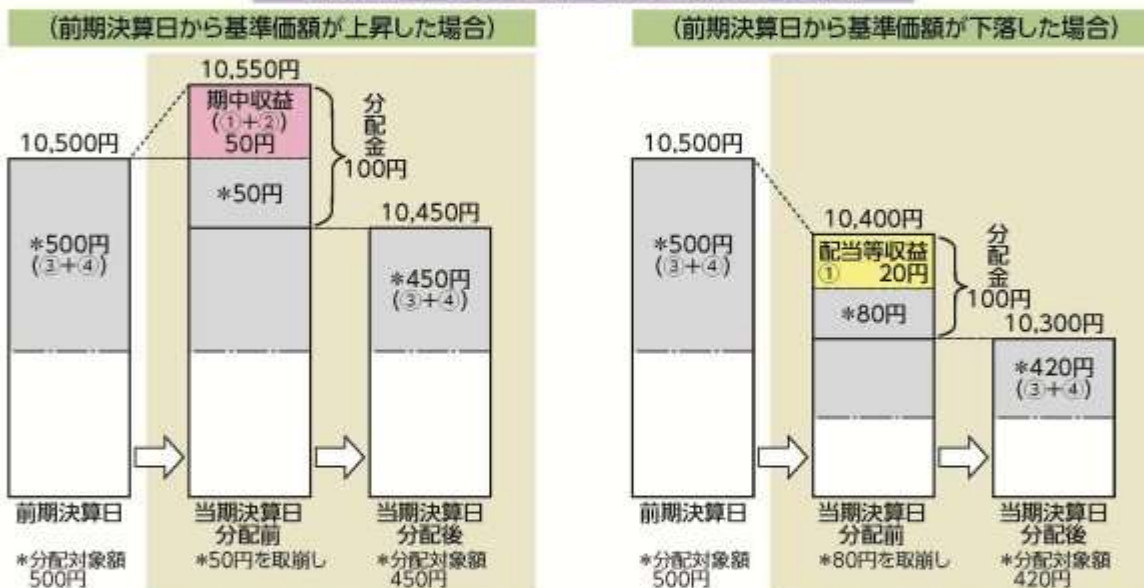 (前期決算日から基準価額が上昇した場合)
10,550円
期中収益
(①+②)
50円
*50円
分配金
100円
10,500円
*500円
(③+④)
10,450円
*450円
(③+④)
前期決算日
当期決算日
分配前
当期決算日
分配後
*分配対象額
500円
*50円を取崩し
*分配対象額
450円
(前期決算日から基準価額が下落した場合)
10,500円
*500円
(③+④)
10,400円
配当等収益
① 20円
*80円
分配金
100円
10,300円
*420円
(③+④)
前期決算日
当期決算日
分配前
当期決算日
分配後
*分配対象額
500円
*80円を取崩し
*分配対象額
420円